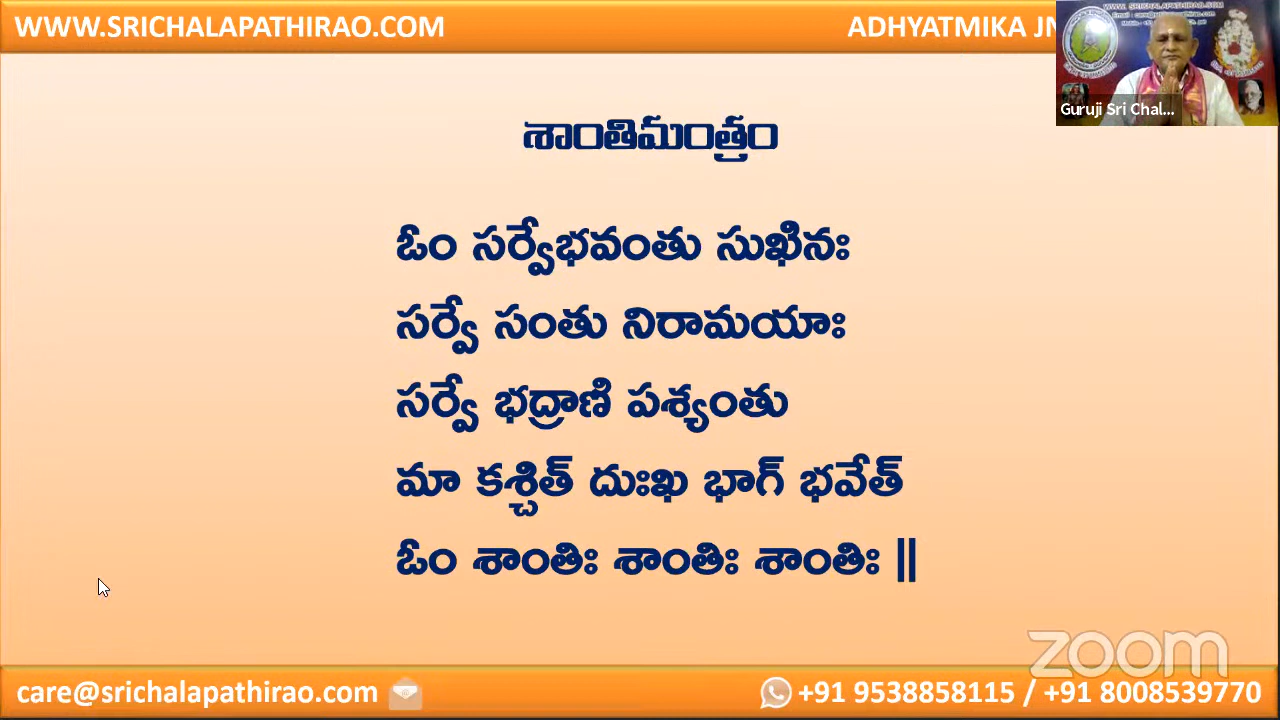 WWW.SRICHALAPATHIRAO.COM
ADHYATMIKA
Guruji Sri Chal...
శాంతిమంత్రం
ఓం సర్వేభవంతు సుఖినః
సర్వే సంతు నిరామయాః
సర్వే భద్రాణి పశ్యంతు
మా కశ్చిత్ దుఃఖ భాగ్ భవేత్
ఓం శాంతిః శాంతిః శాంతిః ||
zoom
care@srichalapathirao.com
+91 9538858115 / +91 8008539770